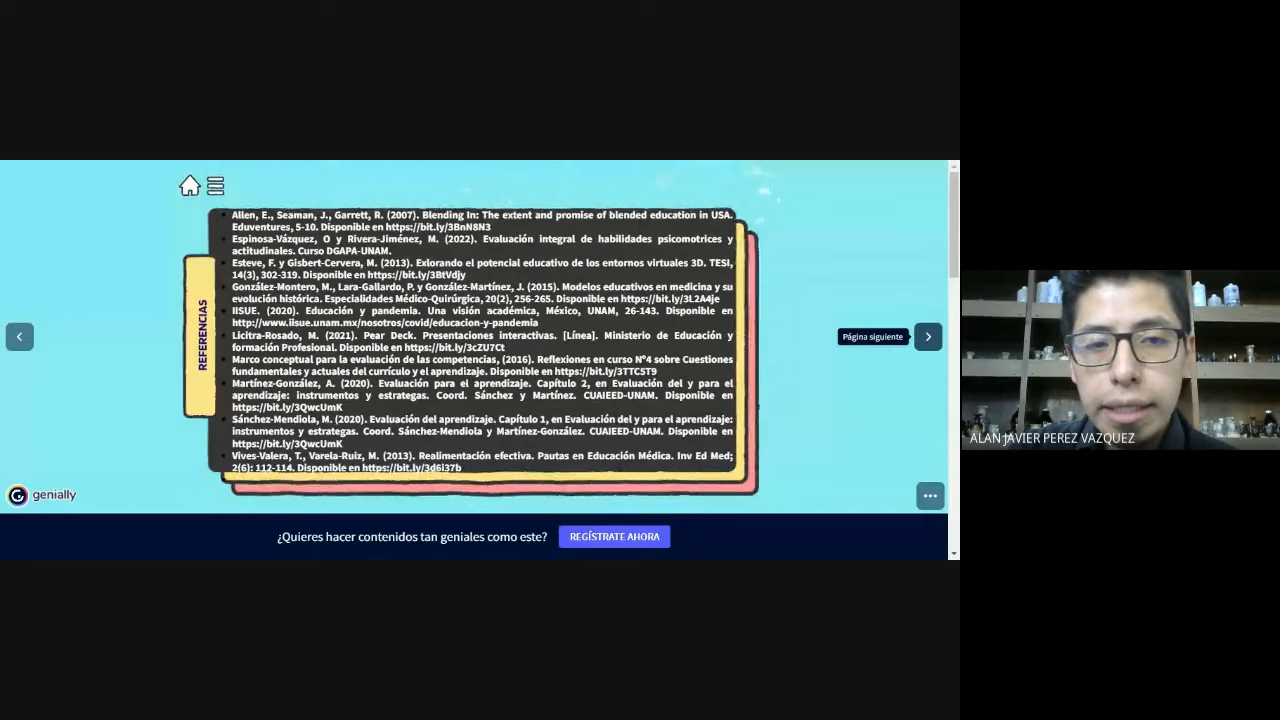 Allen, E., Seaman, J., Garrett, R. (2007). Blending In: The extent and promise of blended education in USA.
Eduventures, 5-10. Disponible en https://bit.ly/3BnN8N3
Espinosa-Vázquez, O y Rivera-Jiménez, M. (2022). Evaluación integral de habilidades psicomotrices y
actitudinales. Curso DGAPA-UNAM.
Esteve, F. y Gisbert-Cervera, M. (2013). Exlorando el potencial educativo de los entornos virtuales 3D. TESI,
14(3), 302-319. Disponible en https://bit.ly/3BtVdjy
González-Montero, M., Lara-Gallardo, P. y González-Martínez, J. (2015). Modelos educativos en medicina y su
evolución histórica. Especialidades Médico-Quirúrgica, 20(2), 256-265. Disponible en https://bit.ly/3L2A4je
IISUE. (2020). Educación y pandemia. Una visión académica, México, UNAM, 26-143. Disponible en
http://www.iisue.unam.mx/nosotros/covid/educacion-y-pandemia
Licitra-Rosado, M. (2021). Pear Deck. Presentaciones interactivas. [Línea]. Ministerio de Educación y
formación Profesional. Disponible en https://bit.ly/3cZU7Ct
Marco conceptual para la evaluación de las competencias, (2016). Reflexiones en curso N°4 sobre Cuestiones
fundamentales y actuales del currículo y el aprendizaje. Disponible en https://bit.ly/3TTC5T9
Martínez-González, A. (2020). Evaluación para el aprendizaje. Capítulo 2, en Evaluación del y para el
aprendizaje: instrumentos y estrategas. Coord. Sánchez y Martínez. CUAIEED-UNAM. Disponible en
https://bit.ly/3QwcUmK
Sánchez-Mendiola, M. (2020). Evaluación del aprendizaje. Capítulo 1, en Evaluación del y para el aprendizaje:
instrumentos y estrategas. Coord. Sánchez-Mendiola y Martínez-González. CUAIEED-UNAM. Disponible en
https://bit.ly/3QwcUmK
Vives-Valera, T., Varela-Ruiz, M. (2013). Realimentación efectiva. Pautas en Educación Médica. Inv Ed Med;
2(6): 112-114. Disponible en https://bit.ly/3d6i37b
REFERENCIAS
Página siguiente
ALAN JAVIER PEREZ VAZQUEZ
genially
¿Quieres hacer contenidos tan geniales como este?
REGÍSTRATE AHORA